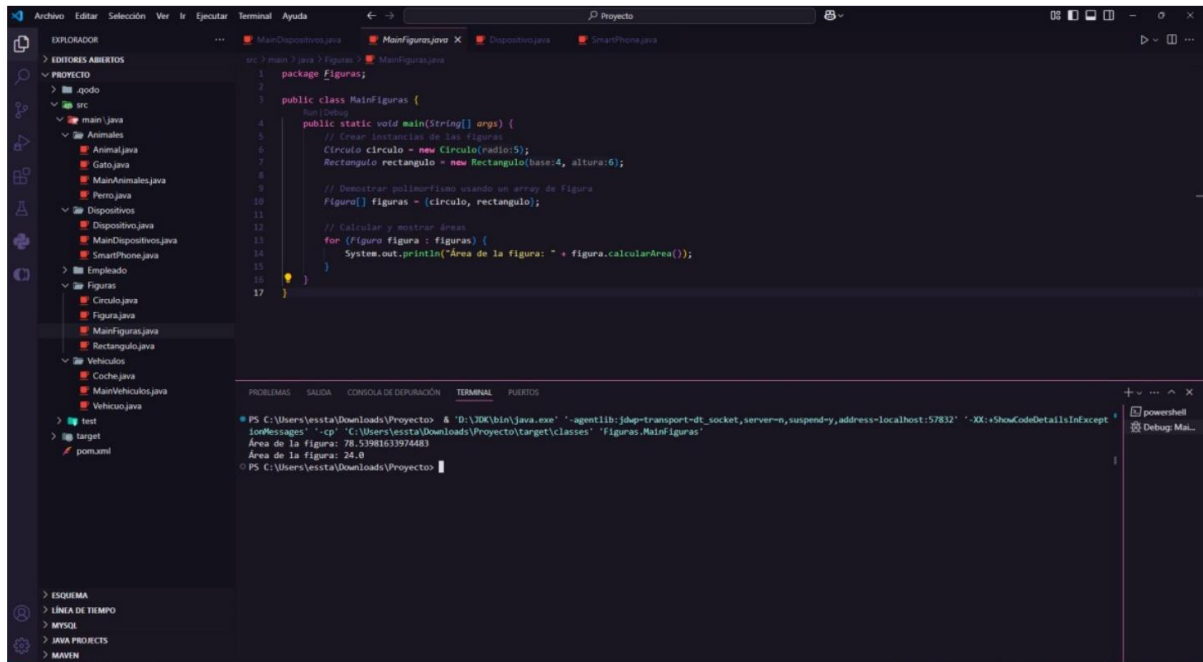 Archivo Editar Selección Ver Ir Ejecutar Terminal Ayuda
Proyecto
EXPLORADOR
EDITORES ABIERTOS
PROYECTO
.qodo
src
main \ java
Animales
Animal.java
Gato.java
MainAnimales.java
Perro.java
Dispositivos
Dispositivo.java
MainDispositivos.java
SmartPhone.java
Empleado
Figuras
Circulo.java
Figura.java
MainFiguras.java
Rectangulo.java
Vehiculos
Coche.java
MainVehiculos.java
Vehicuo.java
test
target
pom.xml
ESQUEMA
LÍNEA DE TIEMPO
MYSQL
JAVA PROJECTS
MAVEN
MainDispositivos.java MainFiguras.java Dispositivo.java SmartPhone.java
src > main > java > Figuras > MainFiguras.java
1 package Figuras;
2
3 public class MainFiguras {
Run | Debug
4 public static void main(String[] args) {
5 // Crear instancias de las figuras
6 Circulo circulo = new Circulo(radio:5);
7 Rectangulo rectangulo = new Rectangulo(base:4, altura:6);
8
9 // Demostrar polimorfismo usando un array de Figura
10 Figura[] figuras = {circulo, rectangulo};
11
12 // Calcular y mostrar áreas
13 for (Figura figura : figuras) {
14 System.out.println("Área de la figura: " + figura.calcularArea());
15 }
16 }
17 }
PROBLEMAS SALIDA CONSOLA DE DEPURACIÓN TERMINAL PUERTOS
PS C:\Users\essta\Downloads\Proyecto> & 'D:\JDK\bin\java.exe' '-agentlib:jdwp=transport=dt_socket,server=n,suspend=y,address=localhost:57832' '-XX:+ShowCodeDetailsInExcept
ionMessages' '-cp' 'C:\Users\essta\Downloads\Proyecto\target\classes' 'Figuras.MainFiguras'
Área de la figura: 78.53981633974483
Área de la figura: 24.0
PS C:\Users\essta\Downloads\Proyecto>
powershell
Debug: Mai...